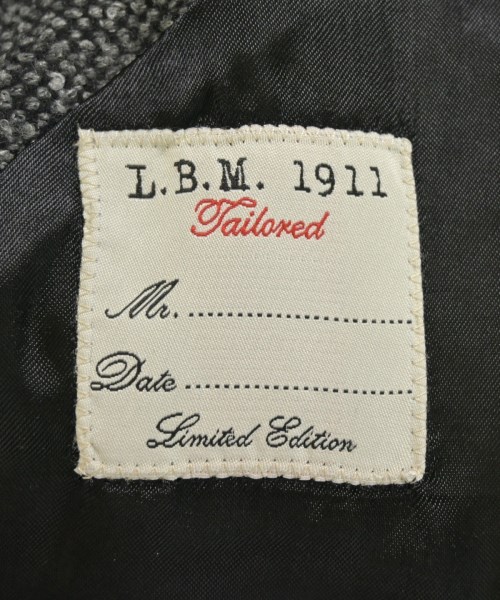 L.B.M. 1911
Tailored
Mr. ..............................
Date ..............................
Limited Edition